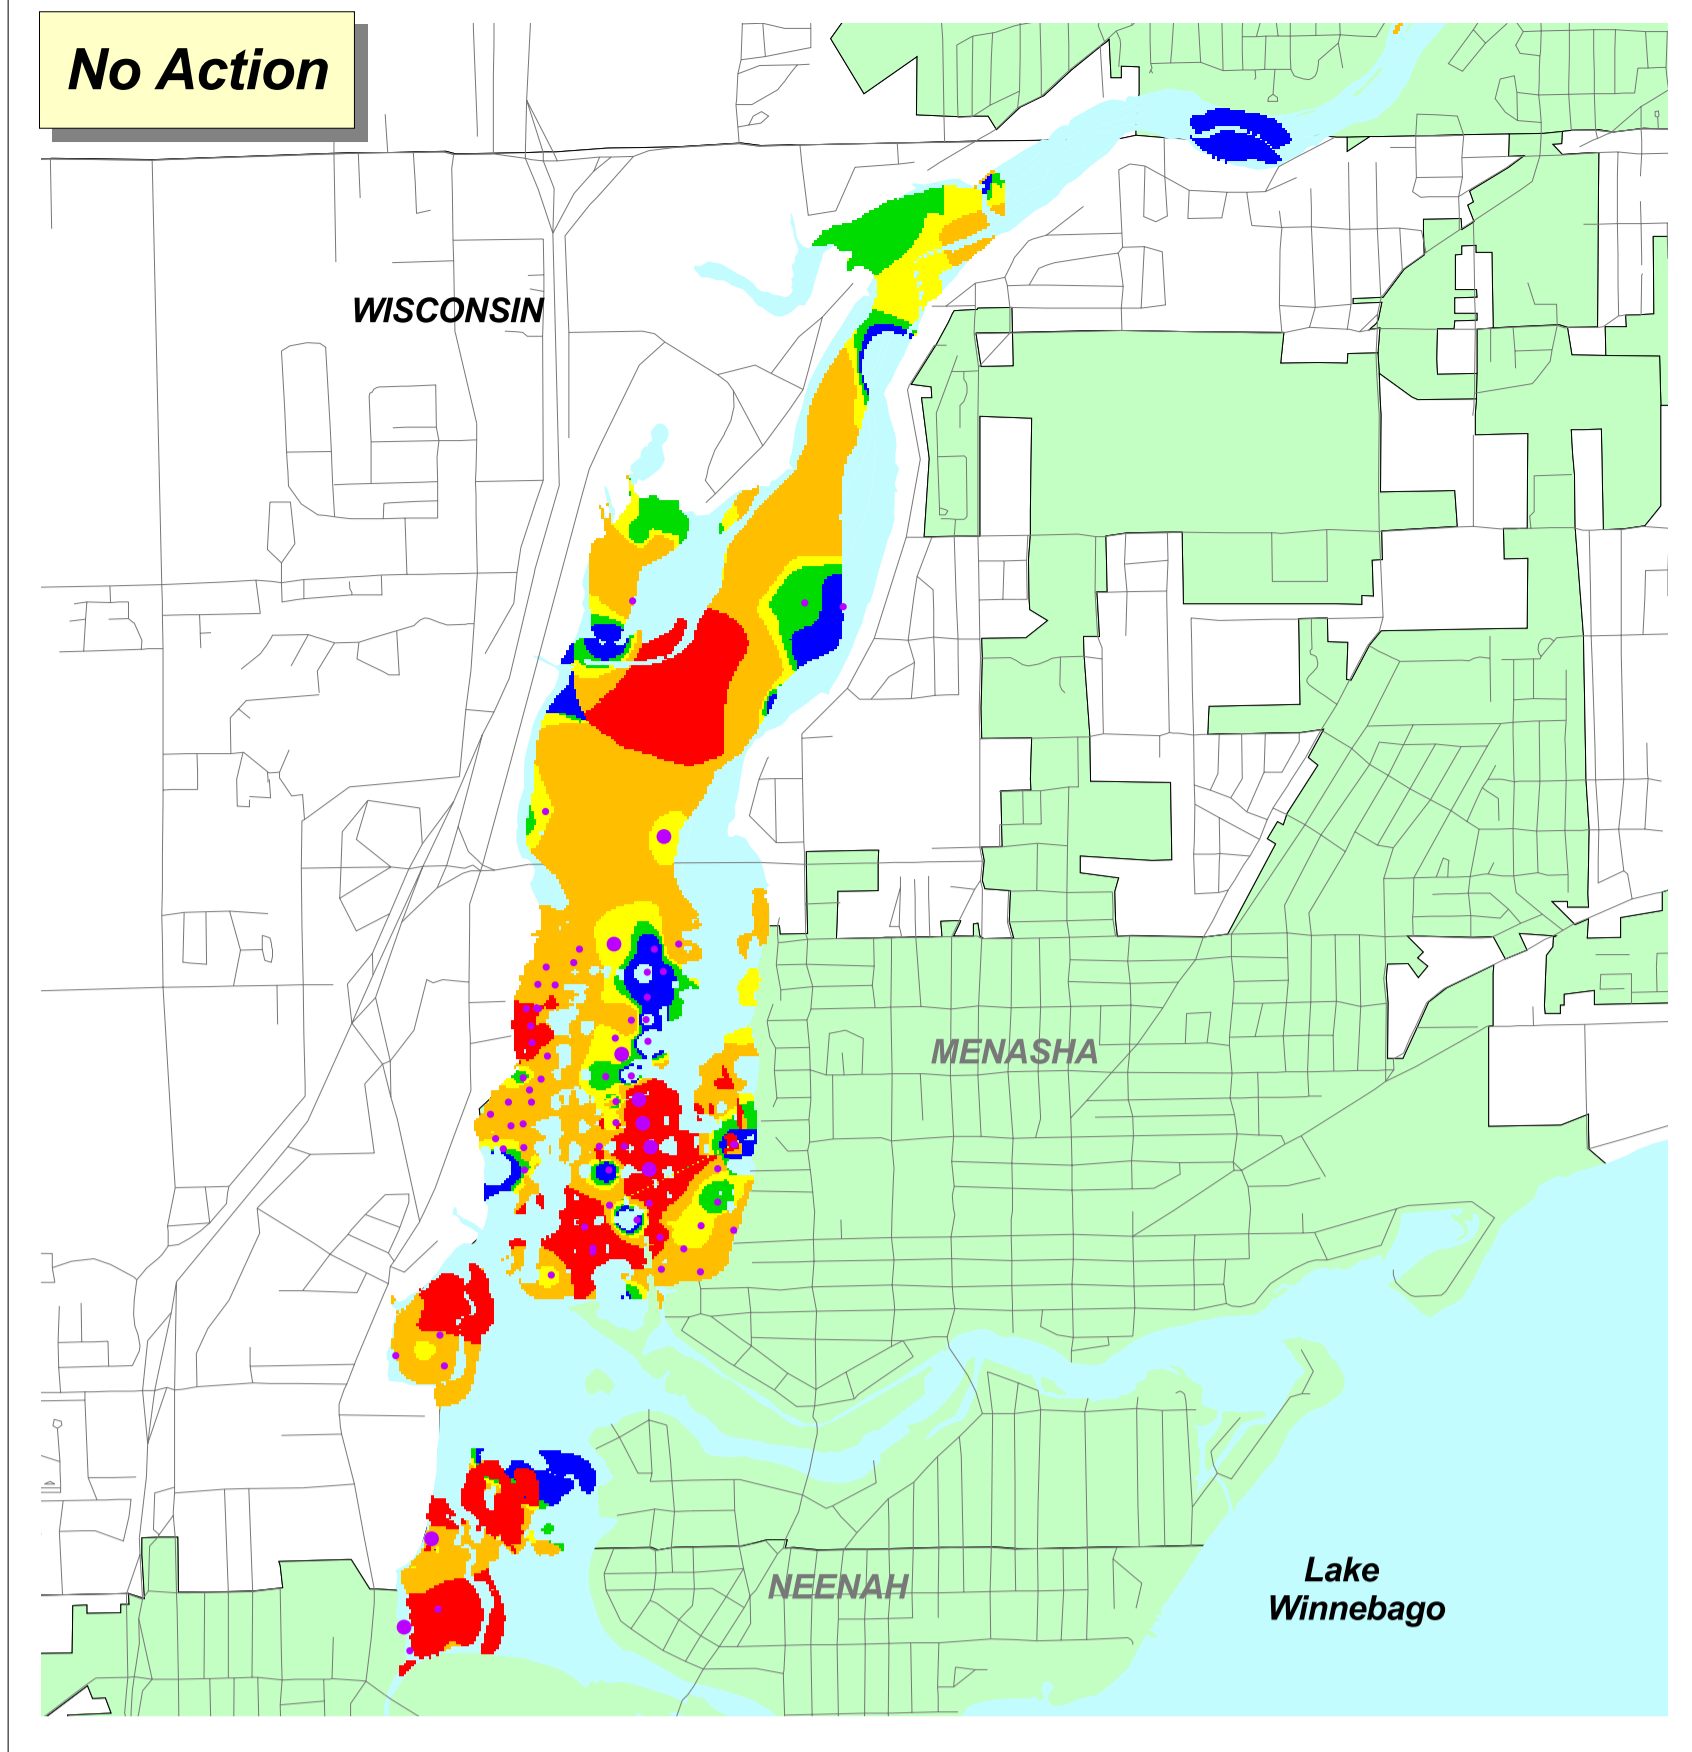 No Action
WISCONSIN
MENASHA
NEENAH
Lake
Winnebago